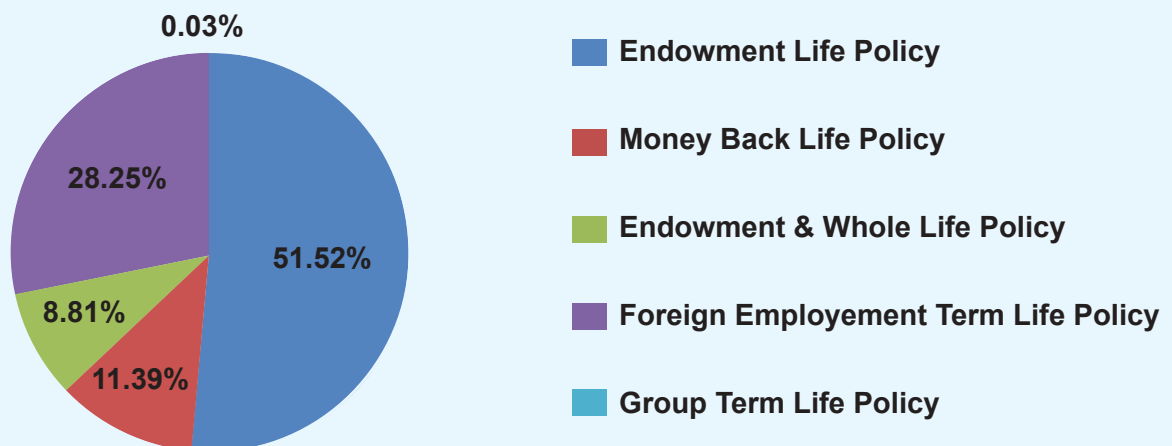 0.03%
28.25%
51.52%
8.81%
11.39%
Endowment Life Policy
Money Back Life Policy
Endowment & Whole Life Policy
Foreign Employement Term Life Policy
Group Term Life Policy